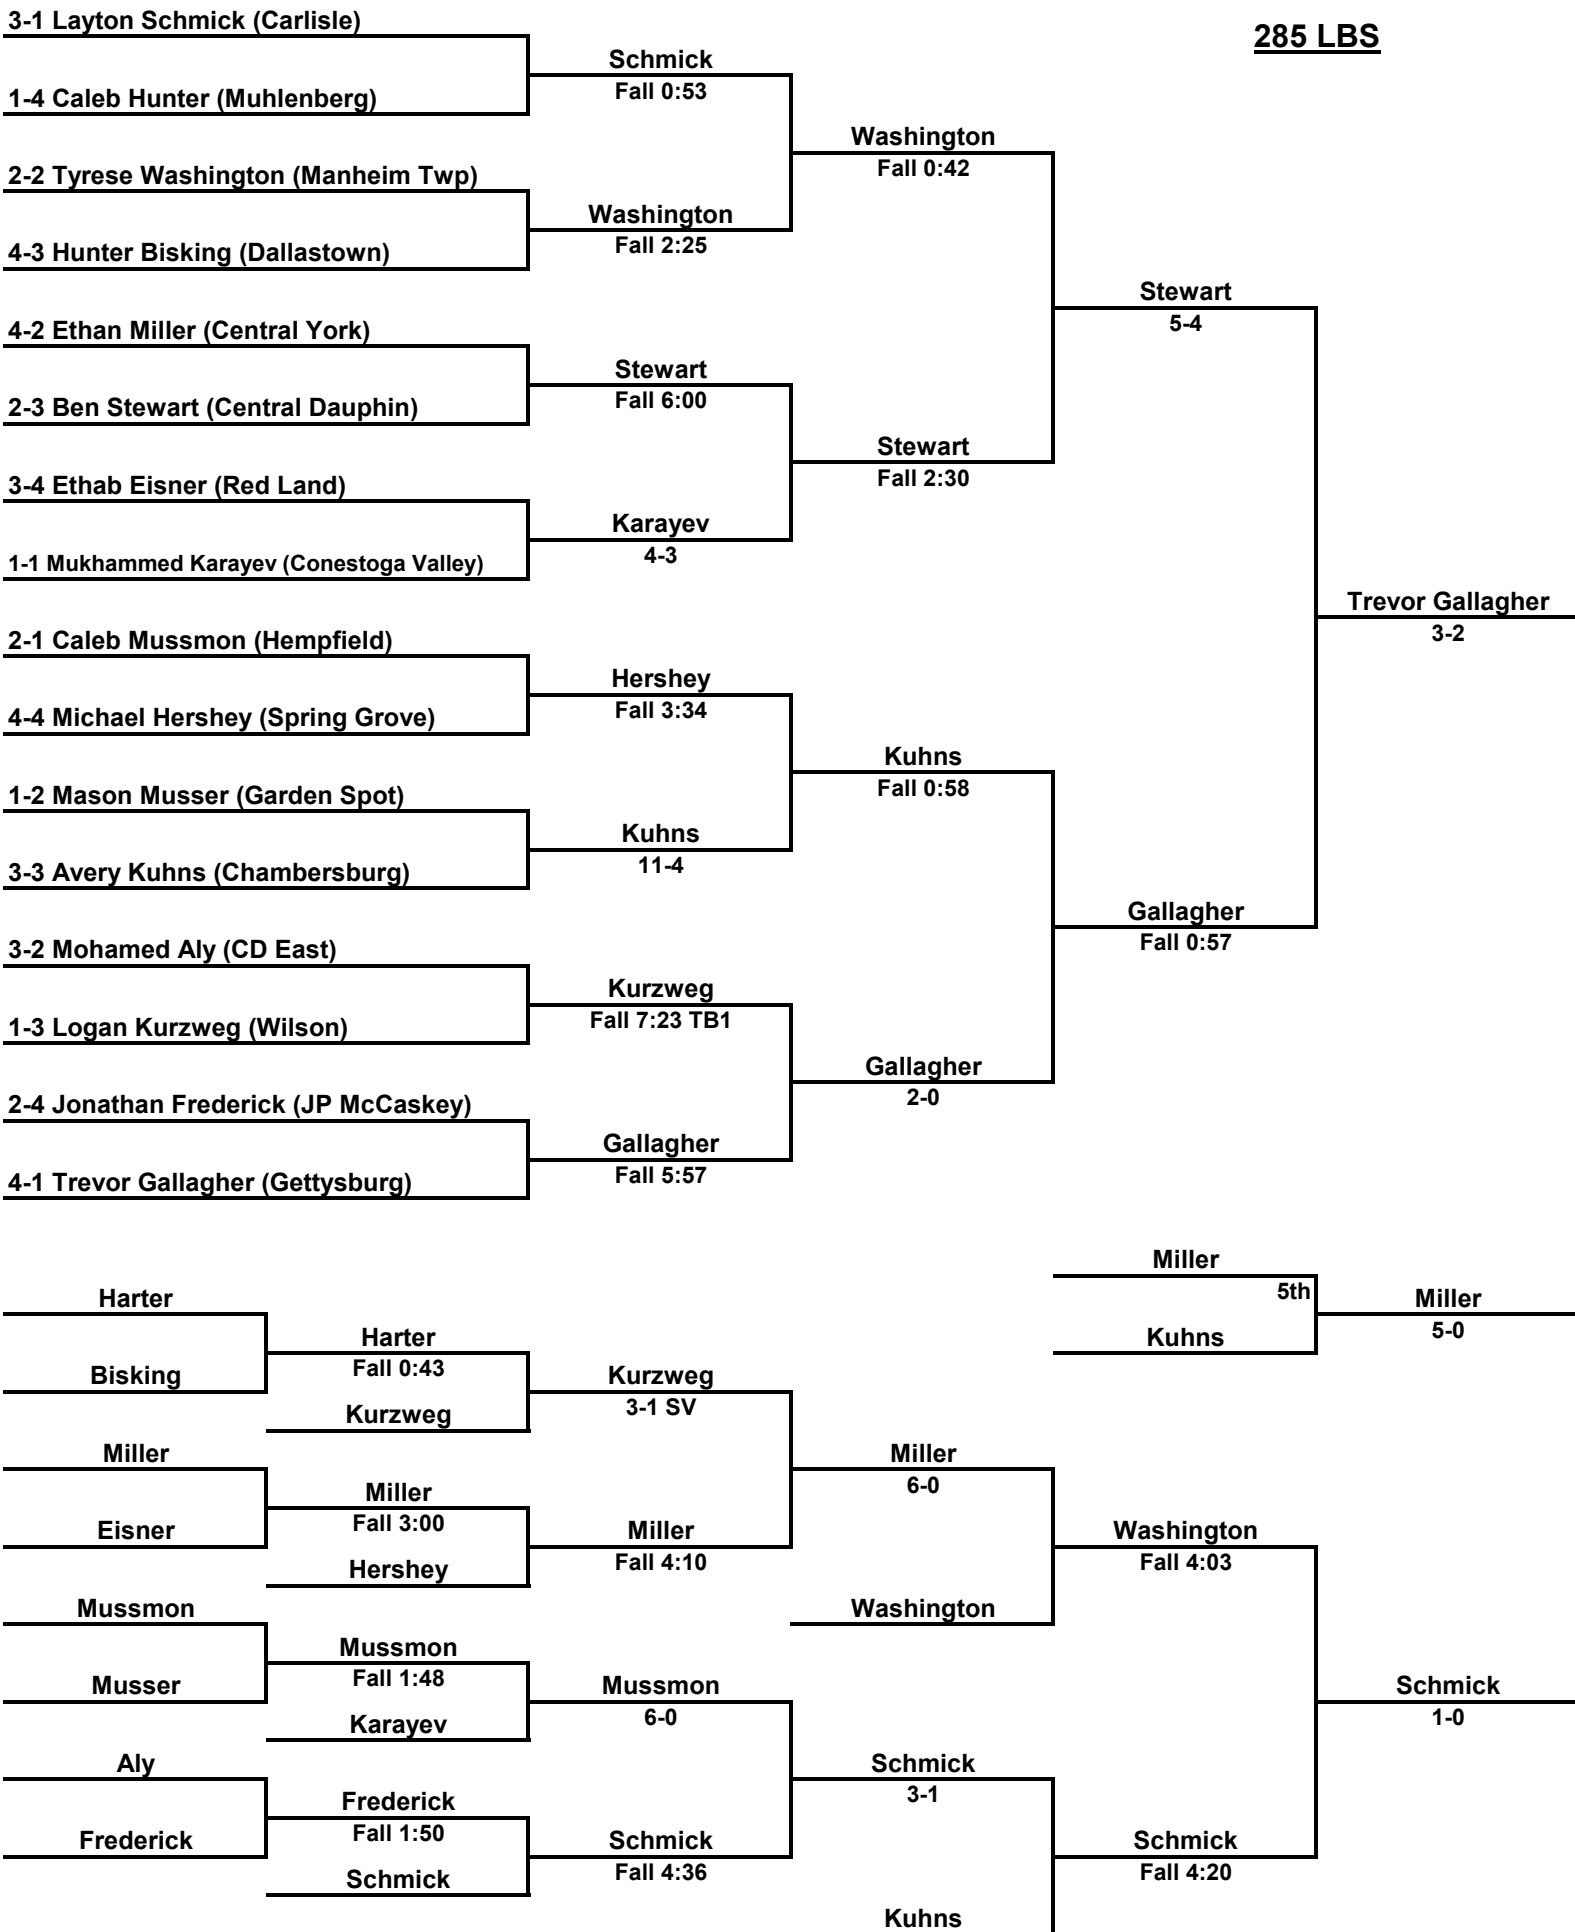 3-1 Layton Schmick (Carlisle)
285 LBS
Schmick
Fall 0:53
1-4 Caleb Hunter (Muhlenberg)
Washington
Fall 0:42
2-2 Tyrese Washington (Manheim Twp)
Washington
Fall 2:25
4-3 Hunter Bisking (Dallastown)
Stewart
5-4
4-2 Ethan Miller (Central York)
Stewart
Fall 6:00
2-3 Ben Stewart (Central Dauphin)
Stewart
Fall 2:30
3-4 Ethab Eisner (Red Land)
Karayev
4-3
1-1 Mukhammed Karayev (Conestoga Valley)
Trevor Gallagher
3-2
2-1 Caleb Mussmon (Hempfield)
Hershey
Fall 3:34
4-4 Michael Hershey (Spring Grove)
Kuhns
Fall 0:58
1-2 Mason Musser (Garden Spot)
Kuhns
11-4
3-3 Avery Kuhns (Chambersburg)
Gallagher
Fall 0:57
3-2 Mohamed Aly (CD East)
Kurzweg
Fall 7:23 TB1
1-3 Logan Kurzweg (Wilson)
Gallagher
2-0
2-4 Jonathan Frederick (JP McCaskey)
Gallagher
Fall 5:57
4-1 Trevor Gallagher (Gettysburg)
Miller
5th
Kuhns
Miller
5-0
Harter
Harter
Fall 0:43
Bisking
Kurzweg
3-1 SV
Kurzweg
Miller
Miller
6-0
Miller
Fall 3:00
Eisner
Miller
Fall 4:10
Washington
Fall 4:03
Hershey
Mussmon
Washington
Mussmon
Fall 1:48
Musser
Mussmon
6-0
Schmick
1-0
Karayev
Aly
Schmick
3-1
Frederick
Fall 1:50
Frederick
Schmick
Fall 4:36
Schmick
Fall 4:20
Schmick
Kuhns